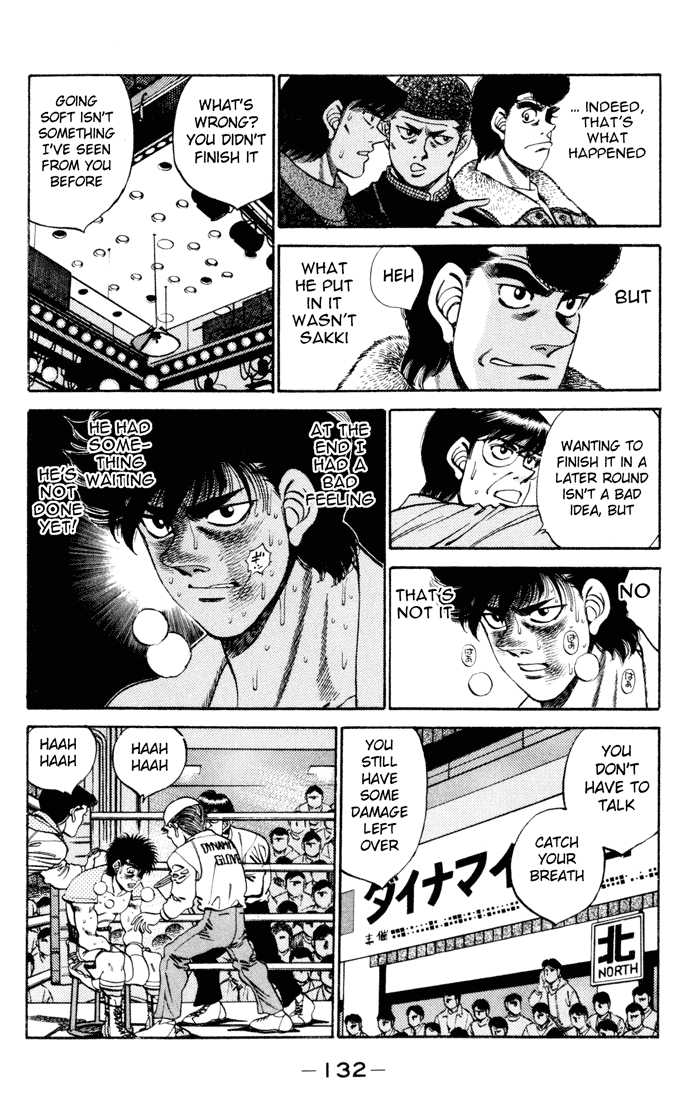 ... INDEED,
THAT'S
WHAT
HAPPENED
WHAT'S
WRONG?
YOU DIDN'T
FINISH IT
GOING
SOFT ISN'T
SOMETHING
I'VE SEEN
FROM YOU
BEFORE
BUT
HEH
WHAT
HE PUT
IN IT
WASN'T
SAKKI
WANTING TO
FINISH IT IN A
LATER ROUND
ISN'T A BAD
IDEA, BUT
NO
THAT'S
NOT IT
AT THE
END I
HAD A
BAD
FEELING
HE HAD
SOME-
THING
WAITING
HE'S
NOT
DONE
YET!
YOU
DON'T
HAVE TO
TALK
CATCH
YOUR
BREATH
YOU
STILL
HAVE
SOME
DAMAGE
LEFT
OVER
ダイナマイ
主催
北
NORTH
HAAH
HAAH
HAAH
HAAH
DYNAM
GLOVE
— 132 —